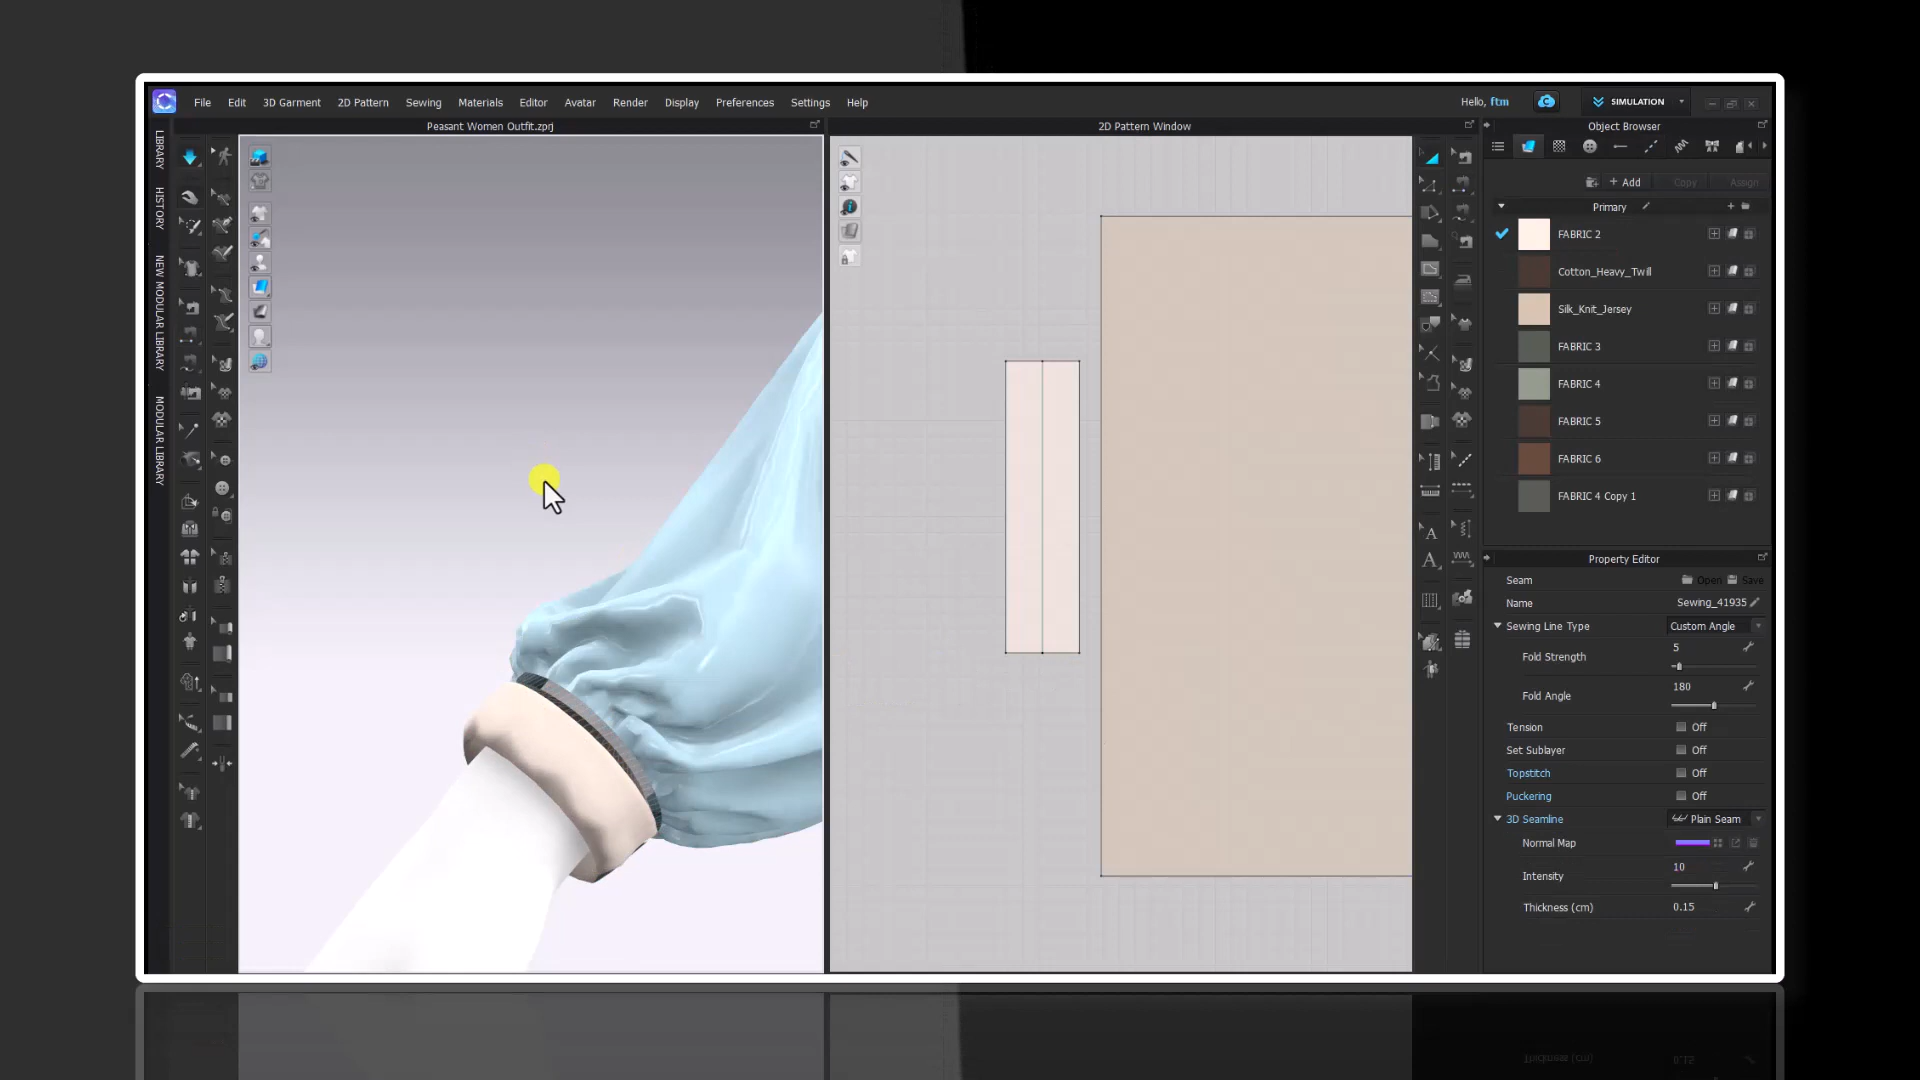 File Edit 3D Garment 2D Pattern Sewing Materials Editor Avatar Render Display Preferences Settings Help
Hello, ftm
SIMULATION
Peasant Women Outfit.zprj
2D Pattern Window
Object Browser
LIBRARY
HISTORY
NEW MODULAR LIBRARY
MODULAR LIBRARY
+ Add
Copy
Assign
Primary
FABRIC 2
Cotton_Heavy_Twill
Silk_Knit_Jersey
FABRIC 3
FABRIC 4
FABRIC 5
FABRIC 6
FABRIC 4 Copy 1
Property Editor
Seam Open Save
Name Sewing_41935
Sewing Line Type Custom Angle
Fold Strength 5
Fold Angle 180
Tension Off
Set Sublayer Off
Topstitch Off
Puckering Off
3D Seamline Plain Seam
Normal Map
Intensity 10
Thickness (cm) 0.15